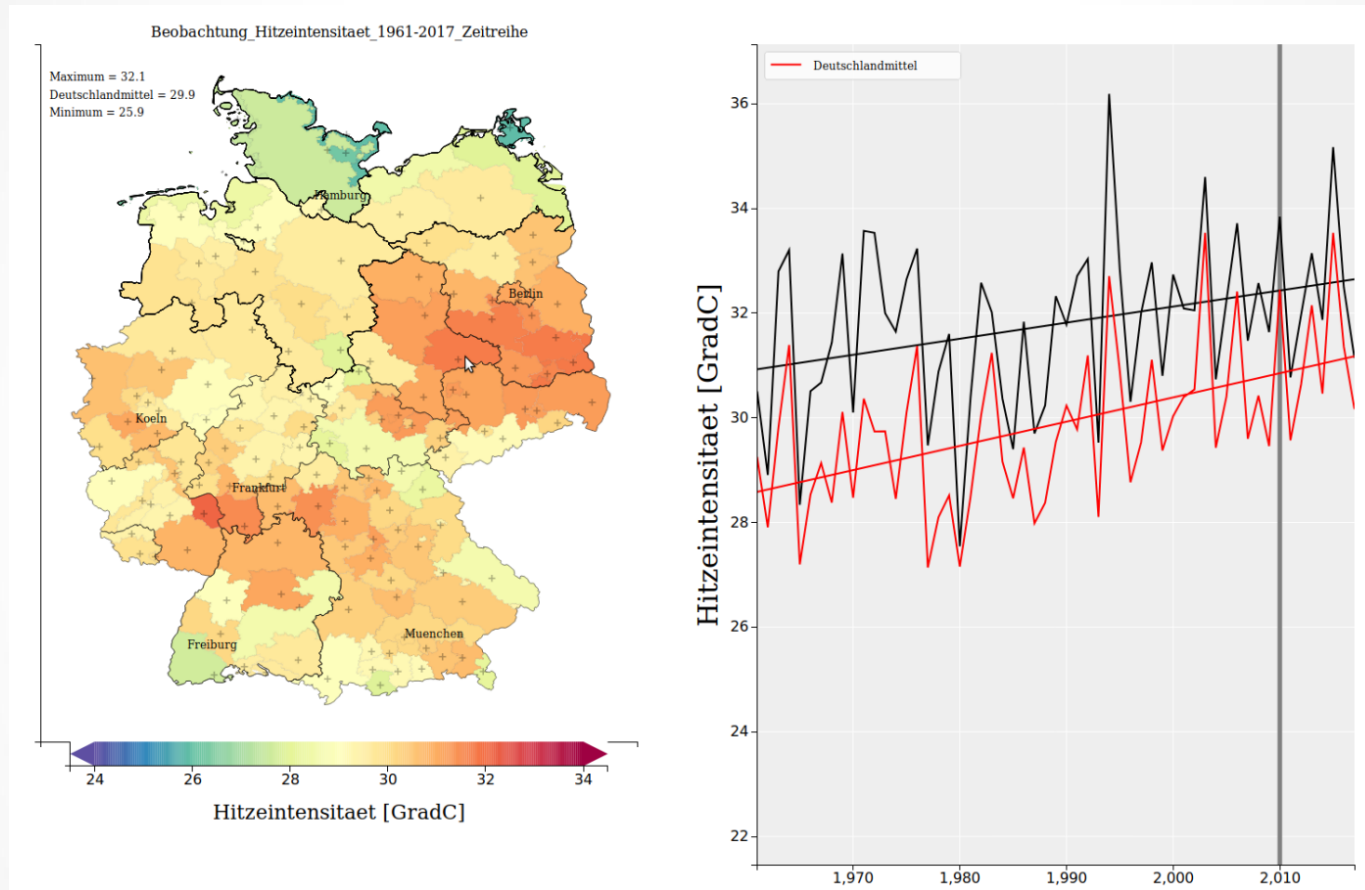 Beobachtung_Hitzeintensitaet_1961-2017_Zeitreihe
Maximum = 32.1
Deutschlandmittel = 29.9
Minimum = 25.9
Hamburg
Berlin
Koeln
Frankfurt
Freiburg
Muenchen
24 26 28 30 32 34
Hitzeintensitaet [GradC]
Deutschlandmittel
Hitzeintensitaet [GradC]
36
34
32
30
28
26
24
22
1,970 1,980 1,990 2,000 2,010